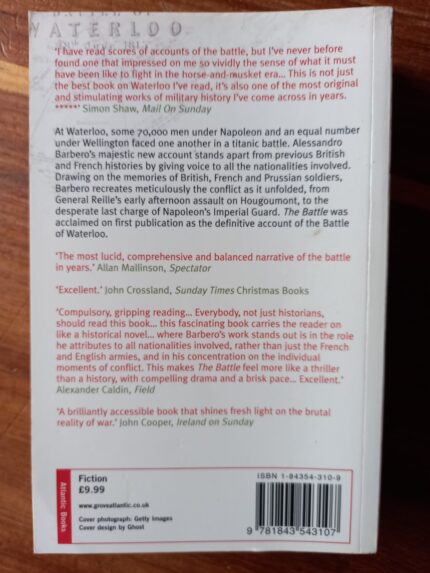 BATTLE OF
WATERLOO
18th June, 1815
'I have read scores of accounts of the battle, but I've never before
found one that impressed on me so vividly the sense of what it must
have been like to fight in the horse-and-musket era... This is not just
the best book on Waterloo I've read, it's also one of the most original
and stimulating works of military history I've come across in years.
*****' Simon Shaw, Mail On Sunday
At Waterloo, some 70,000 men under Napoleon and an equal number
under Wellington faced one another in a titanic battle. Alessandro
Barbero's majestic new account stands apart from previous British
and French histories by giving voice to all the nationalities involved.
Drawing on the memories of British, French and Prussian soldiers,
Barbero recreates meticulously the conflict as it unfolded, from
General Reille's early afternoon assault on Hougoumont, to the
desperate last charge of Napoleon's Imperial Guard. The Battle was
acclaimed on first publication as the definitive account of the Battle
of Waterloo.
'The most lucid, comprehensive and balanced narrative of the battle
in years.' Allan Mallinson, Spectator
'Excellent.' John Crossland, Sunday Times Christmas Books
'Compulsory, gripping reading... Everybody, not just historians,
should read this book... this fascinating book carries the reader on
like a historical novel... where Barbero's work stands out is in the role
he attributes to all nationalities involved, rather than just the French
and English armies, and in his concentration on the individual
moments of conflict. This makes The Battle feel more like a thriller
than a history, with compelling drama and a brisk pace... Excellent.'
Alexander Caldin, Field
'A brilliantly accessible book that shines fresh light on the brutal
reality of war.' John Cooper, Ireland on Sunday
Atlantic Books
Fiction
£9.99
www.groveatlantic.co.uk
Cover photograph: Getty Images
Cover design by Ghost
ISBN 1-84354-310-9
9 781843 543107